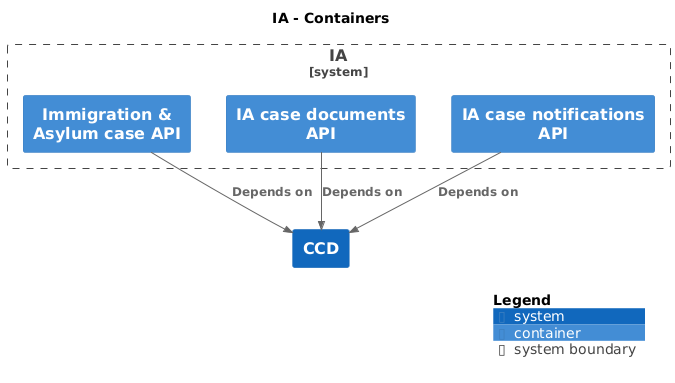 IA - Containers
IA
[system]
Immigration &
Asylum case API
IA case documents
API
IA case notifications
API
Depends on
Depends on
Depends on
CCD
Legend
system
container
system boundary